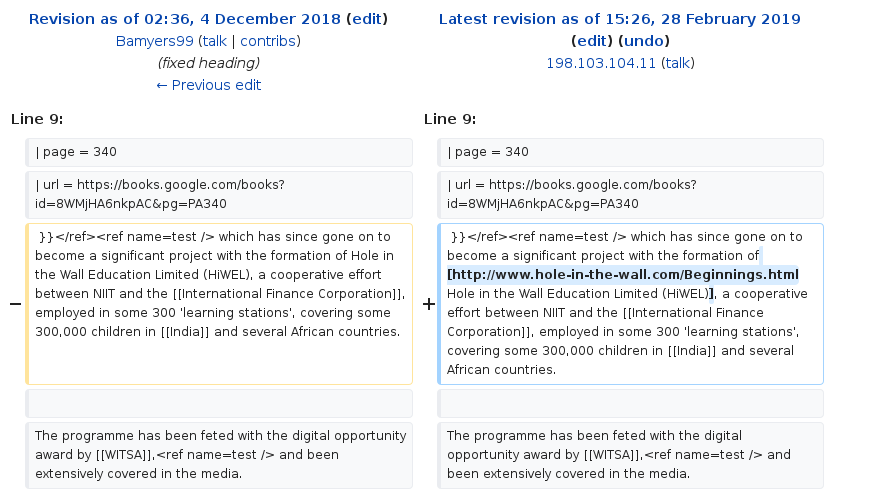 Revision as of 02:36, 4 December 2018 (edit)
Bamyers99 (talk | contribs)
(fixed heading)
← Previous edit
Latest revision as of 15:26, 28 February 2019
(edit) (undo)
198.103.104.11 (talk)
Line 9:
Line 9:
| page = 340
| page = 340
| url = https://books.google.com/books?
id=8WMjHA6nkpAC&pg=PA340
| url = https://books.google.com/books?
id=8WMjHA6nkpAC&pg=PA340
−
}}</ref><ref name=test /> which has since gone on to
become a significant project with the formation of Hole in
the Wall Education Limited (HiWEL), a cooperative effort
between NIIT and the [[International Finance Corporation]],
employed in some 300 'learning stations', covering some
300,000 children in [[India]] and several African countries.
+
}}</ref><ref name=test /> which has since gone on to
become a significant project with the formation of
[http://www.hole-in-the-wall.com/Beginnings.html
Hole in the Wall Education Limited (HiWEL)], a cooperative
effort between NIIT and the [[International Finance
Corporation]], employed in some 300 'learning stations',
covering some 300,000 children in [[India]] and several
African countries.
The programme has been feted with the digital opportunity
award by [[WITSA]],<ref name=test /> and been
extensively covered in the media.
The programme has been feted with the digital
opportunity award by [[WITSA]],<ref name=test /> and
been extensively covered in the media.